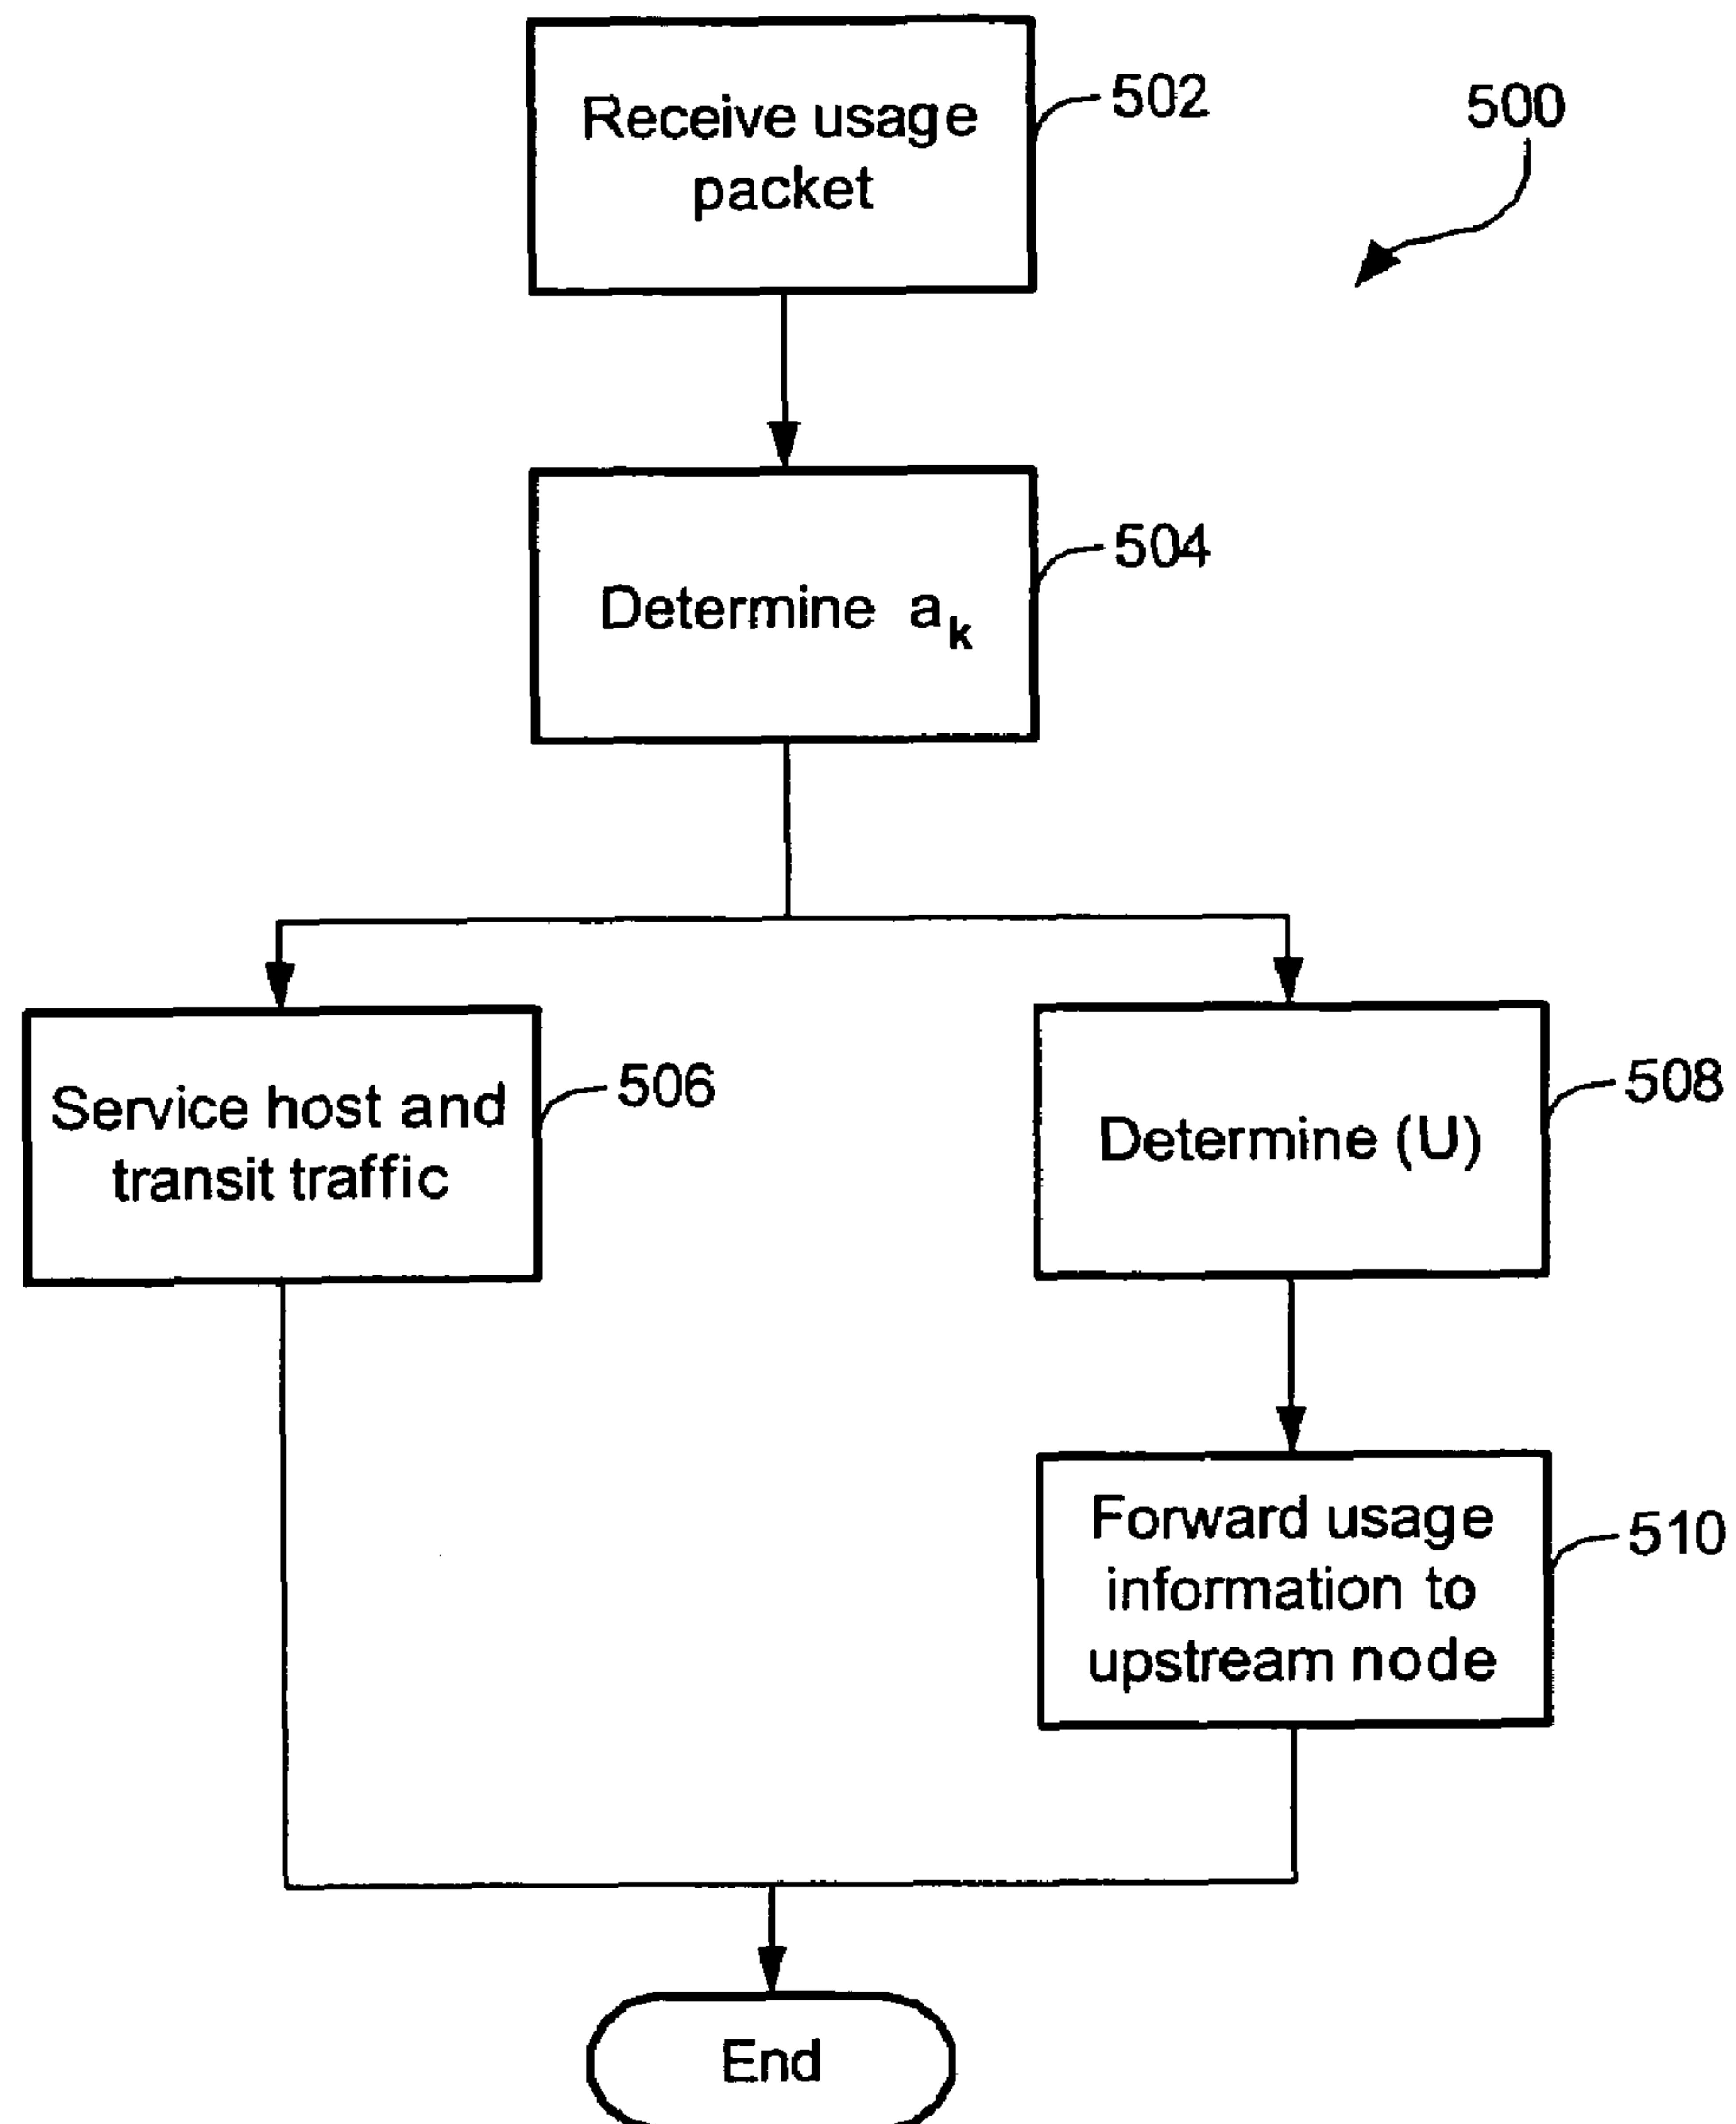 Receive usage
packet
502
500
Determine a_k
504
Service host and
transit traffic
506
Determine (U)
508
Forward usage
information to
upstream node
510
End